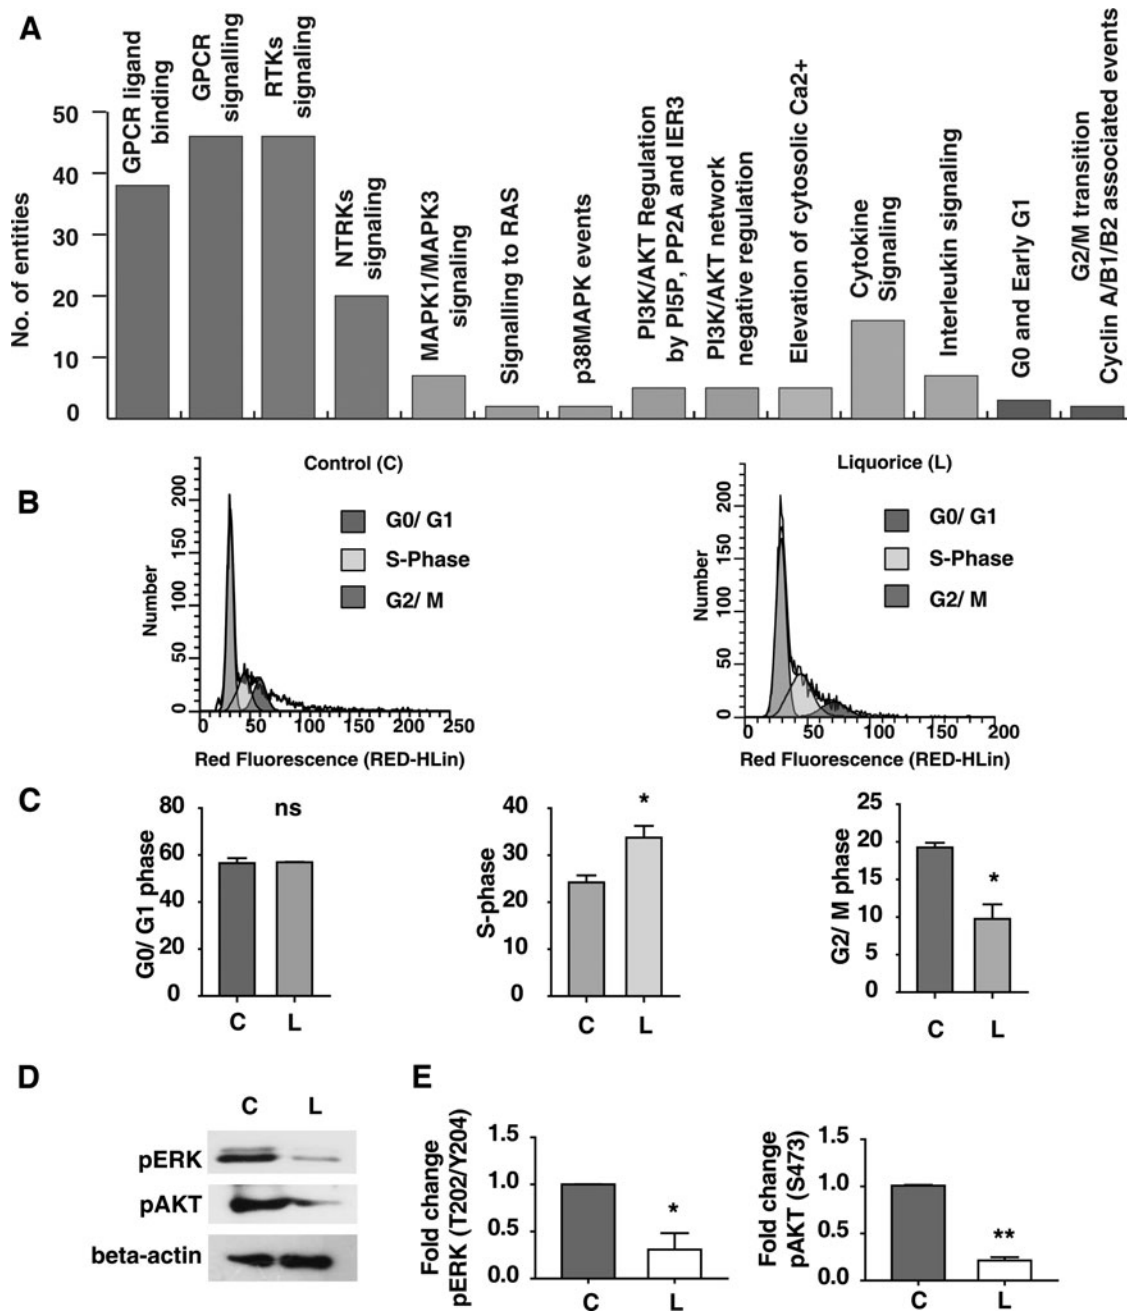 A
No. of entities
50
40
30
20
10
0
GPCR ligand
binding
GPCR
signalling
RTKs
signaling
NTRKs
signaling
MAPK1/MAPK3
signaling
Signalling to RAS
p38MAPK events
PI3K/AKT Regulation
by PI5P, PP2A and IER3
PI3K/AKT network
negative regulation
Elevation of cytosolic Ca2+
Cytokine
Signaling
Interleukin signaling
G0 and Early G1
G2/M transition
Cyclin A/B1/B2 associated events
B
Control (C)
Number
200
150
100
50
0
G0/ G1
S-Phase
G2/ M
0 50 100 150 200 250
Red Fluorescence (RED-HLin)
Liquorice (L)
Number
200
150
100
50
0
G0/ G1
S-Phase
G2/ M
0 50 100 150 200
Red Fluorescence (RED-HLin)
C
G0/ G1 phase
80
60
40
20
0
ns
C L
S-phase
40
30
20
10
0
*
C L
G2/ M phase
25
20
15
10
5
0
*
C L
D
C L
pERK
pAKT
beta-actin
E
Fold change
pERK (T202/Y204)
1.5
1.0
0.5
0.0
*
C L
Fold change
pAKT (S473)
1.5
1.0
0.5
0.0
**
C L